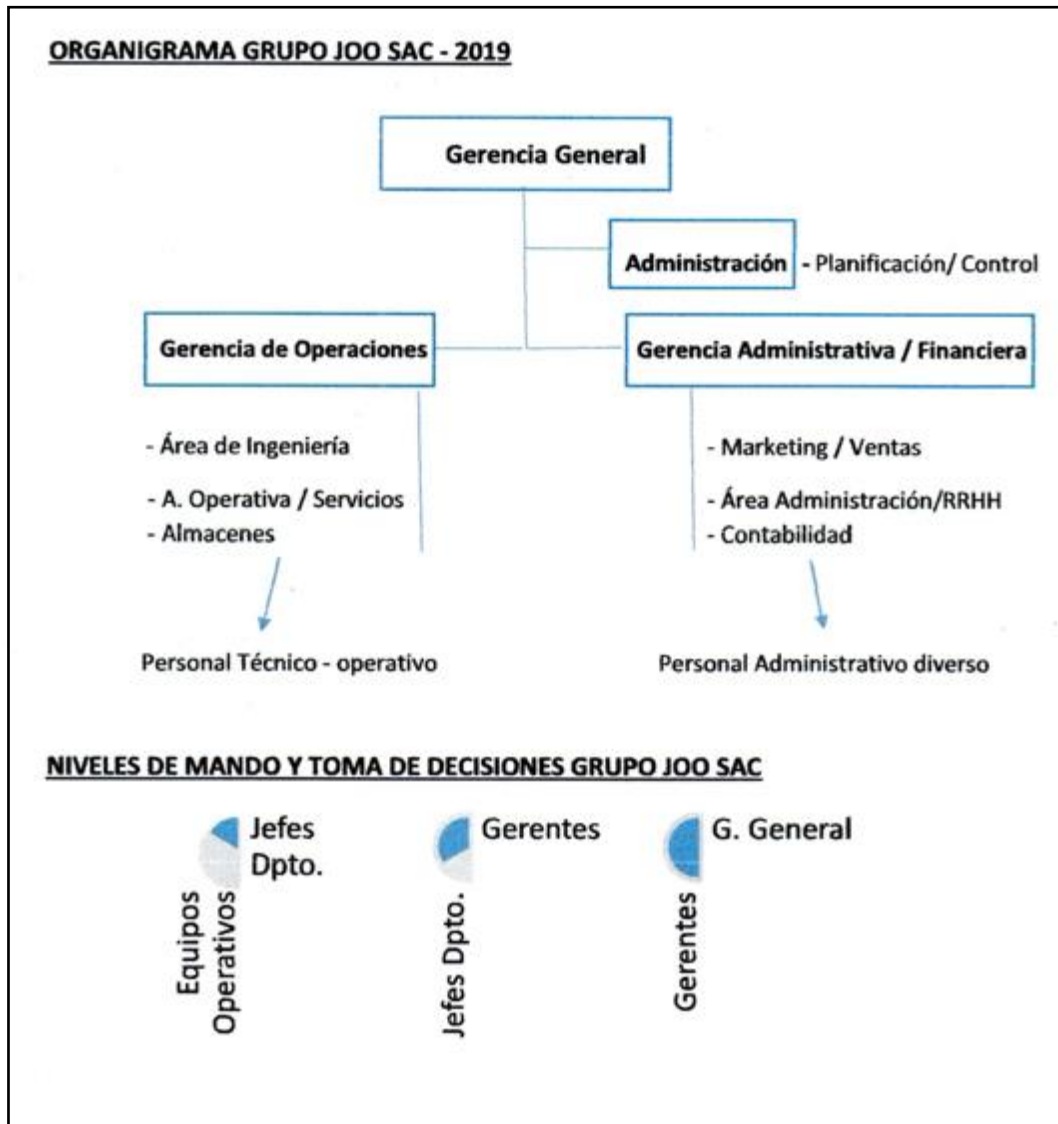 ORGANIGRAMA GRUPO JOO SAC - 2019
Gerencia General
Administración - Planificación/ Control
Gerencia de Operaciones
Gerencia Administrativa / Financiera
- Área de Ingeniería
- A. Operativa / Servicios
- Almacenes
- Marketing / Ventas
- Área Administración/RRHH
- Contabilidad
Personal Técnico - operativo
Personal Administrativo diverso
NIVELES DE MANDO Y TOMA DE DECISIONES GRUPO JOO SAC
Jefes
Dpto.
Equipos
Operativos
Gerentes
Jefes Dpto.
G. General
Gerentes